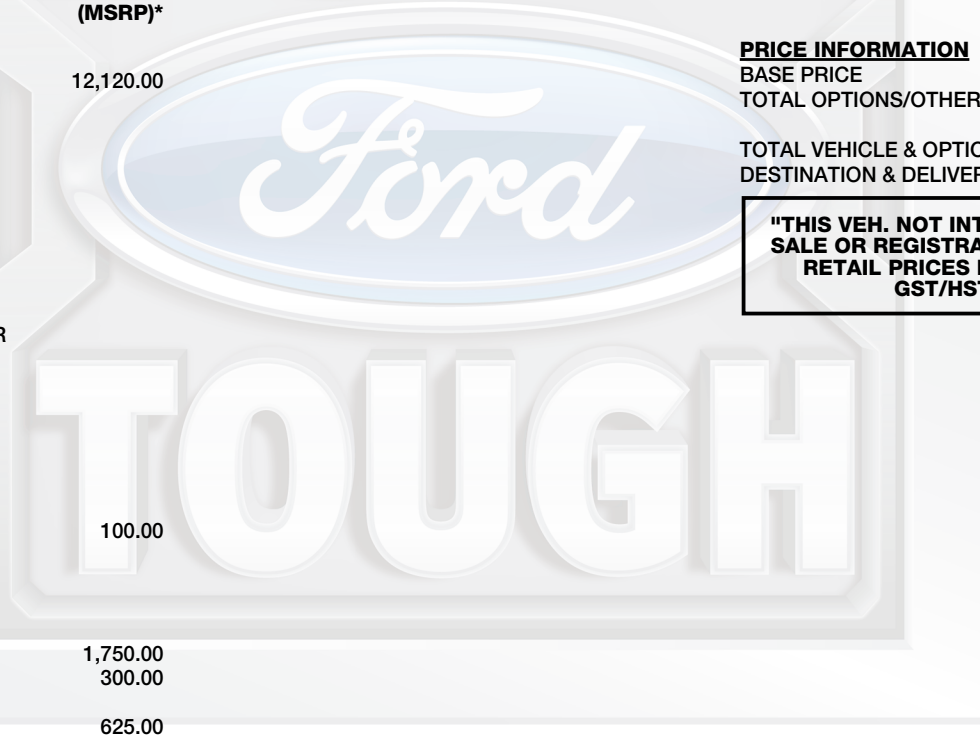 (MSRP)*
12,120.00
R
100.00
1,750.00
300.00
625.00
Ford
TOUGH
PRICE INFORMATION
BASE PRICE
TOTAL OPTIONS/OTHER
TOTAL VEHICLE & OPTIO
DESTINATION & DELIVER
"THIS VEH. NOT INT
SALE OR REGISTRA
RETAIL PRICES
GST/HST